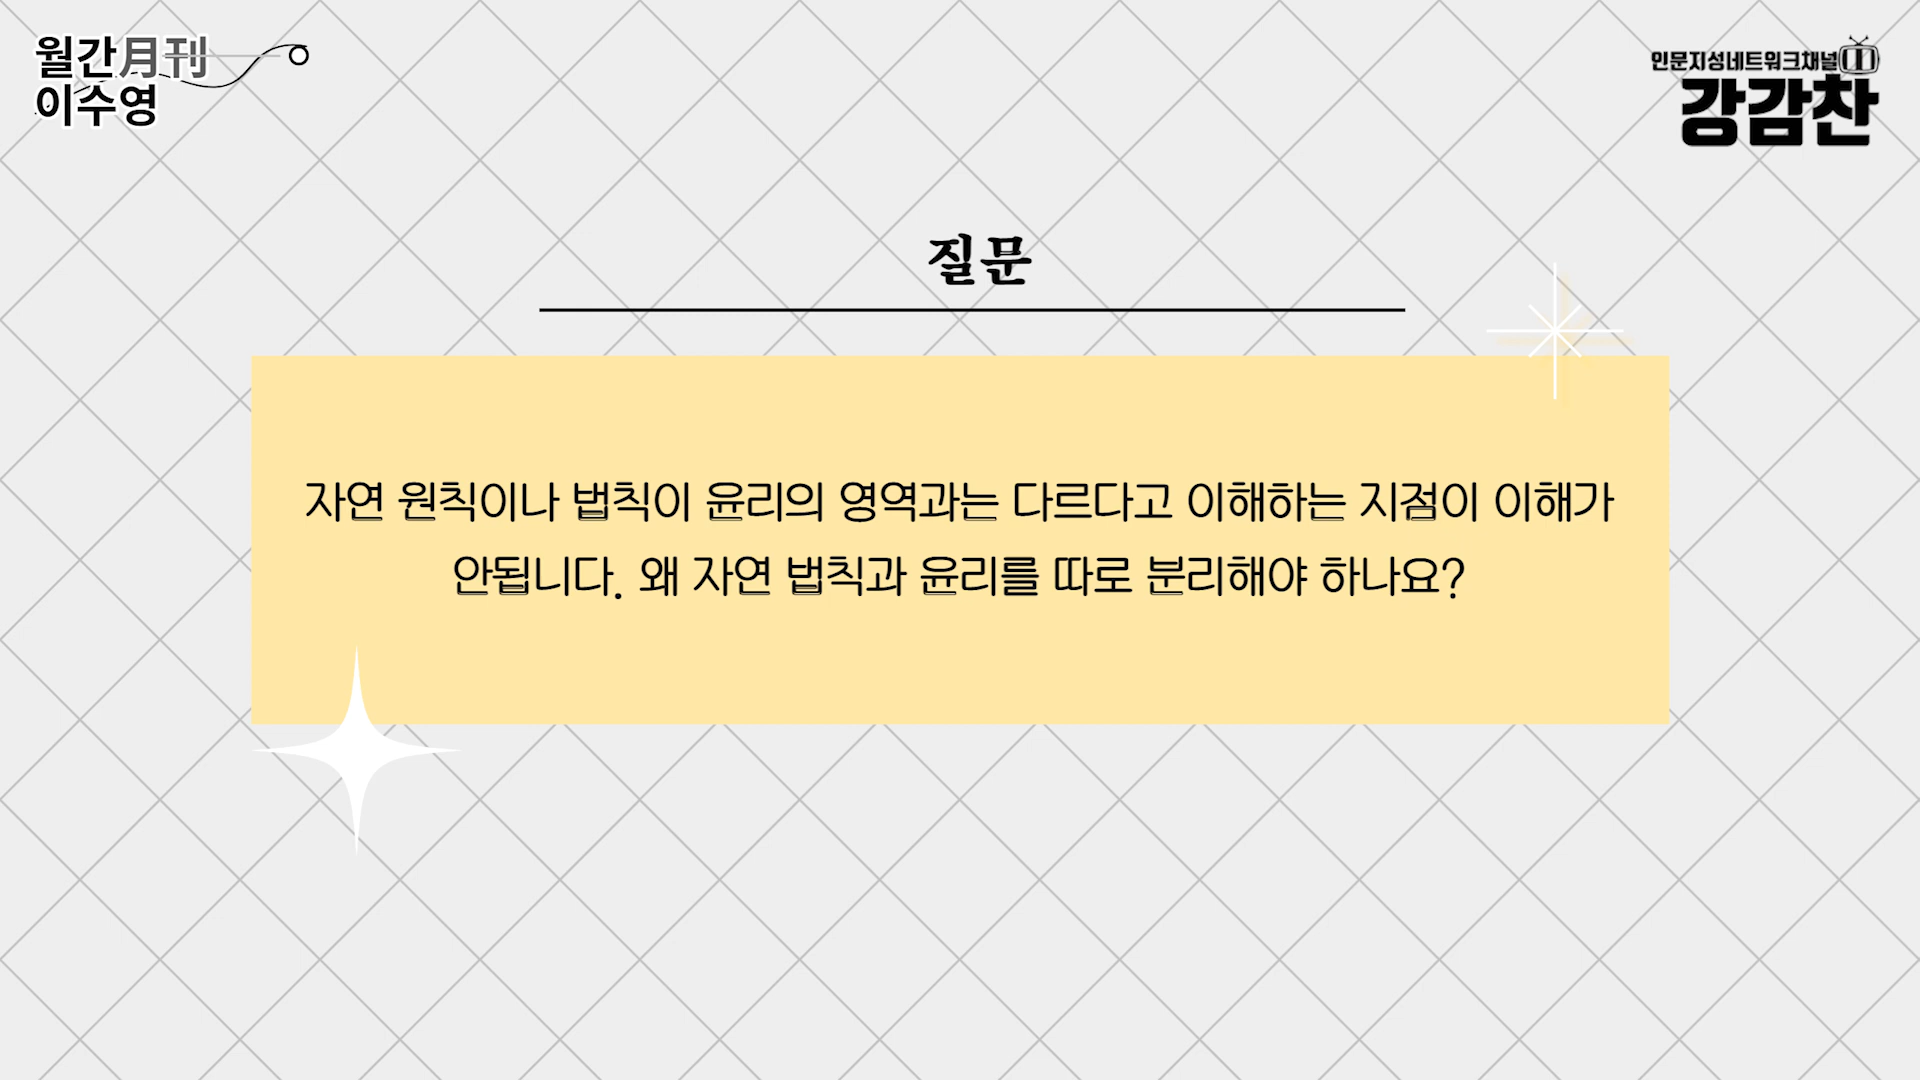 월간月刊
이수영
인문지성네트워크채널
강감찬
질문
자연 원칙이나 법칙이 윤리의 영역과는 다르다고 이해하는 지점이 이해가
안됩니다. 왜 자연 법칙과 윤리를 따로 분리해야 하나요?